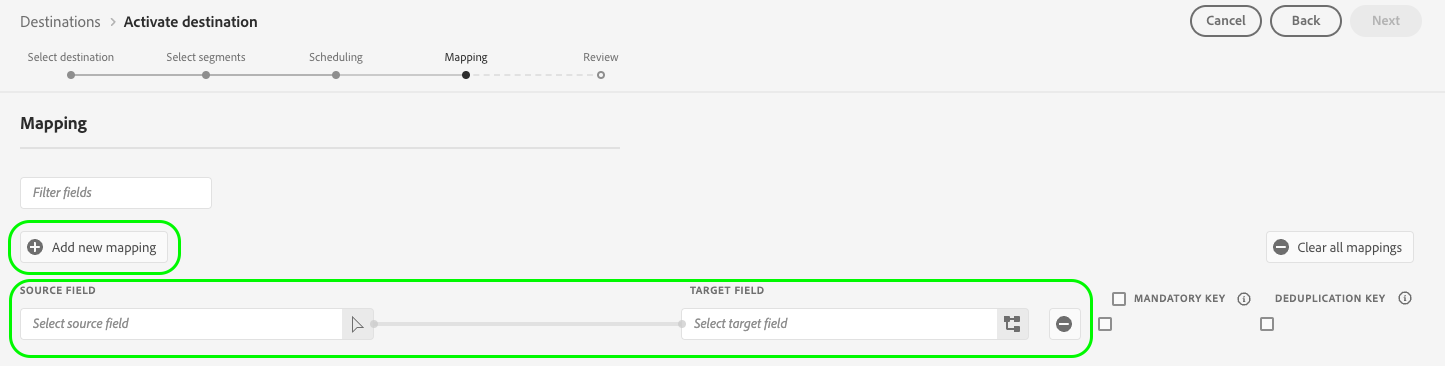 Destinations > Activate destination
Cancel
Back
Next
Select destination
Select segments
Scheduling
Mapping
Review
Mapping
Filter fields
Add new mapping
Clear all mappings
SOURCE FIELD
TARGET FIELD
MANDATORY KEY
DEDUPLICATION KEY
Select source field
Select target field